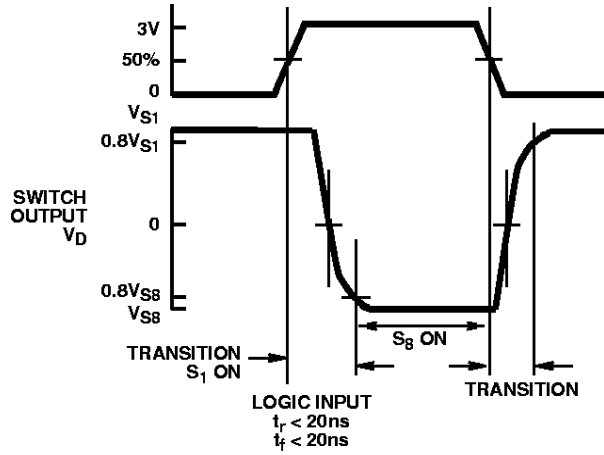 3V
50%
0
VS1
0.8VS1
SWITCH
OUTPUT
VD
0
0.8VS8
VS8
S8 ON
TRANSITION
S1 ON
TRANSITION
LOGIC INPUT
tr < 20ns
tf < 20ns